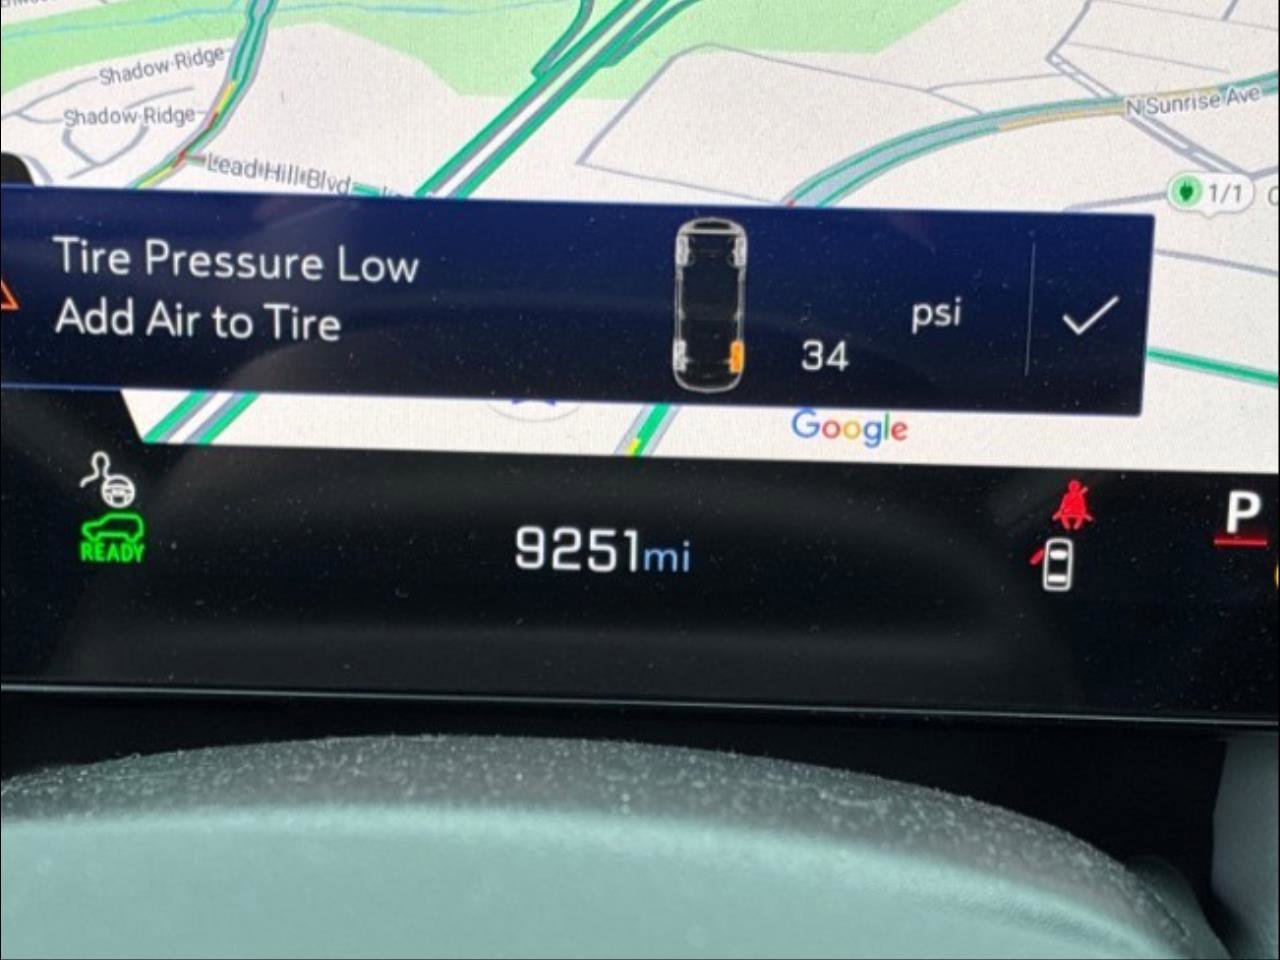 Shadow Ridge
Shadow Ridge
Lead Hill Blvd
N Sunrise Ave
1/1
Tire Pressure Low
Add Air to Tire
34
psi
Google
READY
9251mi
P